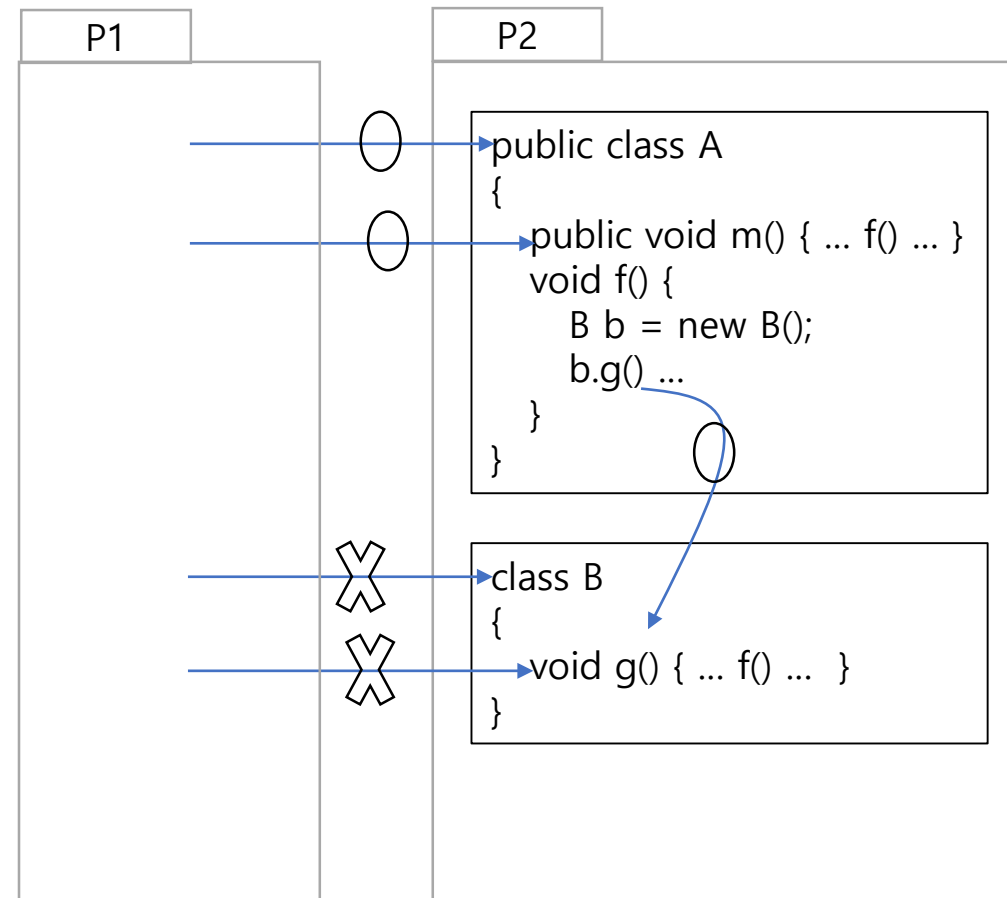 P1
P2
public class A
{
public void m() { ... f() ... }
void f() {
B b = new B();
b.g() ...
}
}
class B
{
void g() { ... f() ... }
}